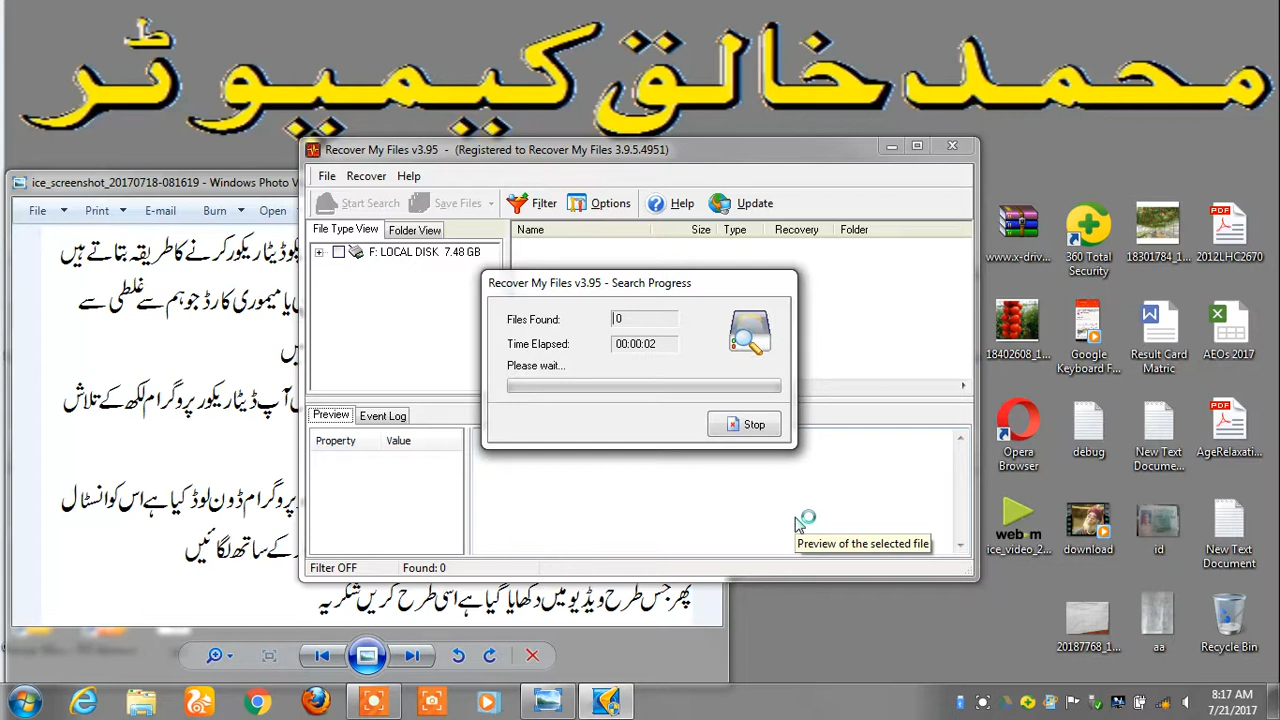 محمد خالق کیمیوٹر
Recover My Files v3.95 - (Registered to Recover My Files 3.9.5.4951)
File Recover Help
Start Search Save Files Filter Options Help Update
File Type View Folder View
Name Size Type Recovery Folder
F: LOCAL DISK 7.48 GB
Recover My Files v3.95 - Search Progress
Files Found: 0
Time Elapsed: 00:00:02
Please wait...
Stop
Preview Event Log
Property Value
Preview of the selected file
Filter OFF Found: 0
ice_screenshot_20170718-081619 - Windows Photo V
File Print E-mail Burn Open
ڈیٹا ریکور کرنے کا طریقہ بتاتے ہیں
یا میموری کارڈ جو ہم سے غلطی سے
یں
آپ ڈیٹا ریکور پروگرام لکھ کے تلاش
پروگرام ڈون لوڈ کیا ہے اس کو انسٹال
کے ساتھ لگائیں
پھر جس طرح ویڈیو میں دکھایا گیا ہے اسی طرح کریں شکریہ
www.x-driv...
360 Total Security
18301784_1...
2012LHC2670
18402608_1...
Google Keyboard F...
Result Card Matric
AEOs 2017
Opera Browser
debug
New Text Docume...
AgeRelaxati...
webm
ice_video_2...
download
id
New Text Document
20187768_1...
aa
Recycle Bin
8:17 AM
7/21/2017